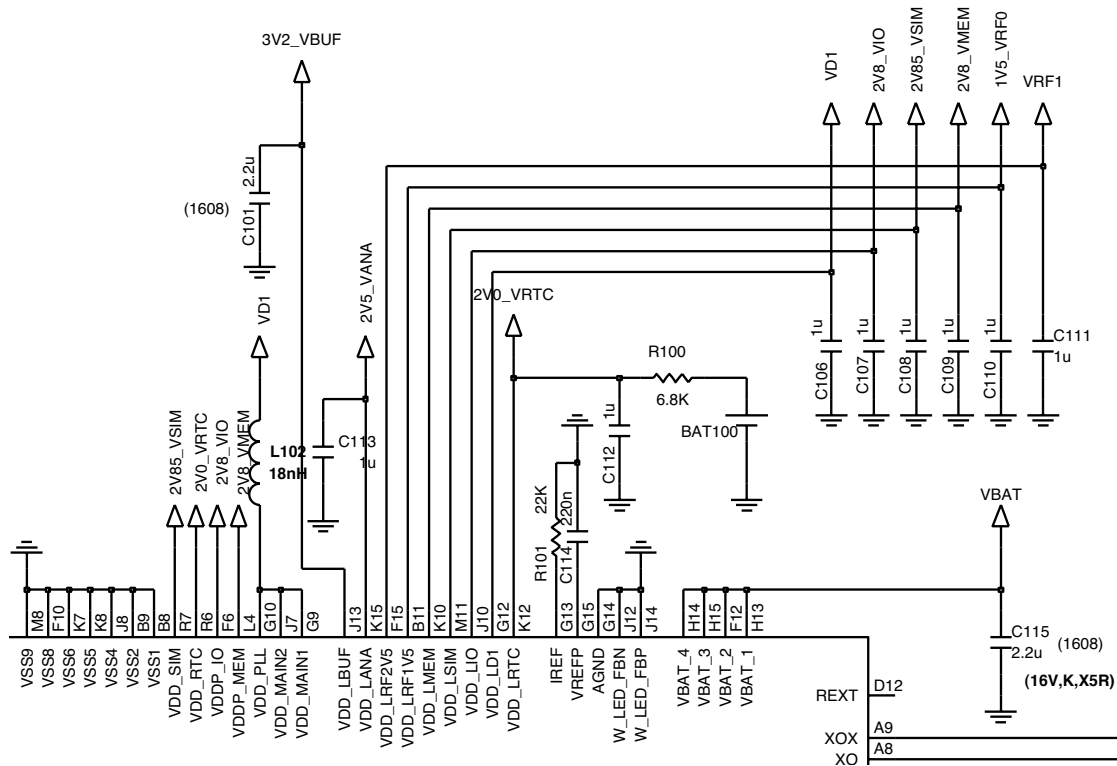 3V2_VBUF
2.2u
(1608)
C101
VD1
2V8_VIO
2V85_VSIM
2V8_VMEM
1V5_VRF0
VRF1
VD1
2V5_VANA
2V0_VRTC
1u
1u
1u
1u
1u
C111
1u
C106
C107
C108
C109
C110
R100
6.8K
BAT100
1u
C112
C113
1u
L102
18nH
2V85_VSIM
2V0_VRTC
2V8_VIO
2V8_VMEM
22K
220n
R101
C114
VBAT
C115
(1608)
2.2u
(16V,K,X5R)
M8
F10
K7
K8
J8
B9
B8
R7
R6
F6
L4
G10
J7
G9
J13
K15
F15
B11
K10
M11
J10
G12
K12
G13
G15
G14
J12
J14
H14
H15
F12
H13
VSS9
VSS8
VSS6
VSS5
VSS4
VSS2
VSS1
VDD_SIM
VDD_RTC
VDDP_IO
VDDP_MEM
VDD_PLL
VDD_MAIN2
VDD_MAIN1
VDD_LBUF
VDD_LANA
VDD_LRF2V5
VDD_LRF1V5
VDD_LMEM
VDD_LSIM
VDD_LIO
VDD_LD1
VDD_LRTC
IREF
VREFP
AGND
W_LED_FBN
W_LED_FBP
VBAT_4
VBAT_3
VBAT_2
VBAT_1
REXT
D12
XOX
A9
XO
A8